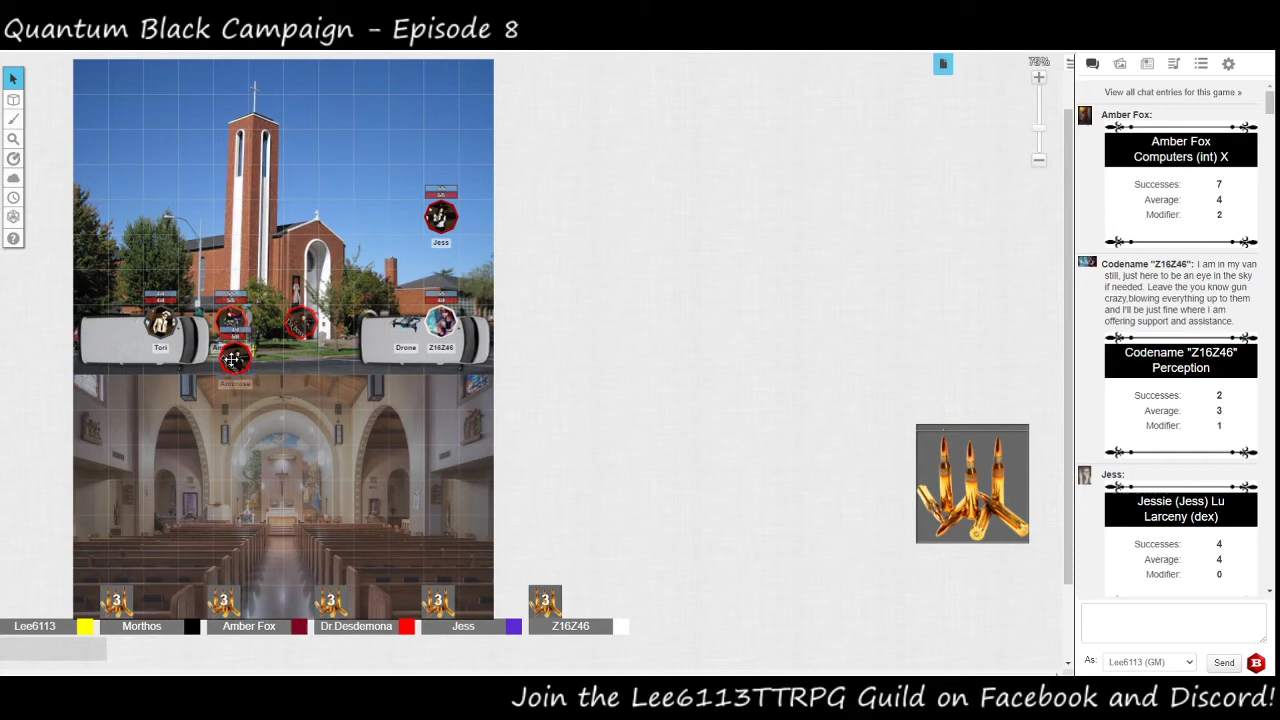 Quantum Black Campaign - Episode 8
View all chat entries for this game »
Amber Fox:
Amber Fox
Computers (int) X
Successes: 7
Average: 4
Modifier: 2
Codename "Z16Z46": I am in my van
still, just here to be an eye in the sky
if needed. Leave the you know gun
crazy,blowing everything up to them
and I'll be just fine where I am
offering support and assistance.
Codename "Z16Z46"
Perception
Successes: 2
Average: 3
Modifier: 1
Jess:
Jessie (Jess) Lu
Larceny (dex)
Successes: 4
Average: 4
Modifier: 0
Jess
Tori
Drone
Z16Z46
Ambrose
3
3
3
3
3
Lee6113
Morthos
Amber Fox
Dr.Desdemona
Jess
Z16Z46
As: Lee6113 (GM)
Send
Join the Lee6113TTRPG Guild on Facebook and Discord!